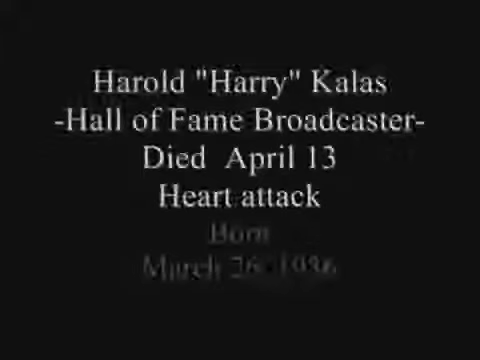 Harold "Harry" Kalas
-Hall of Fame Broadcaster-
Died April 13
Heart attack
Born
March 26, 1936